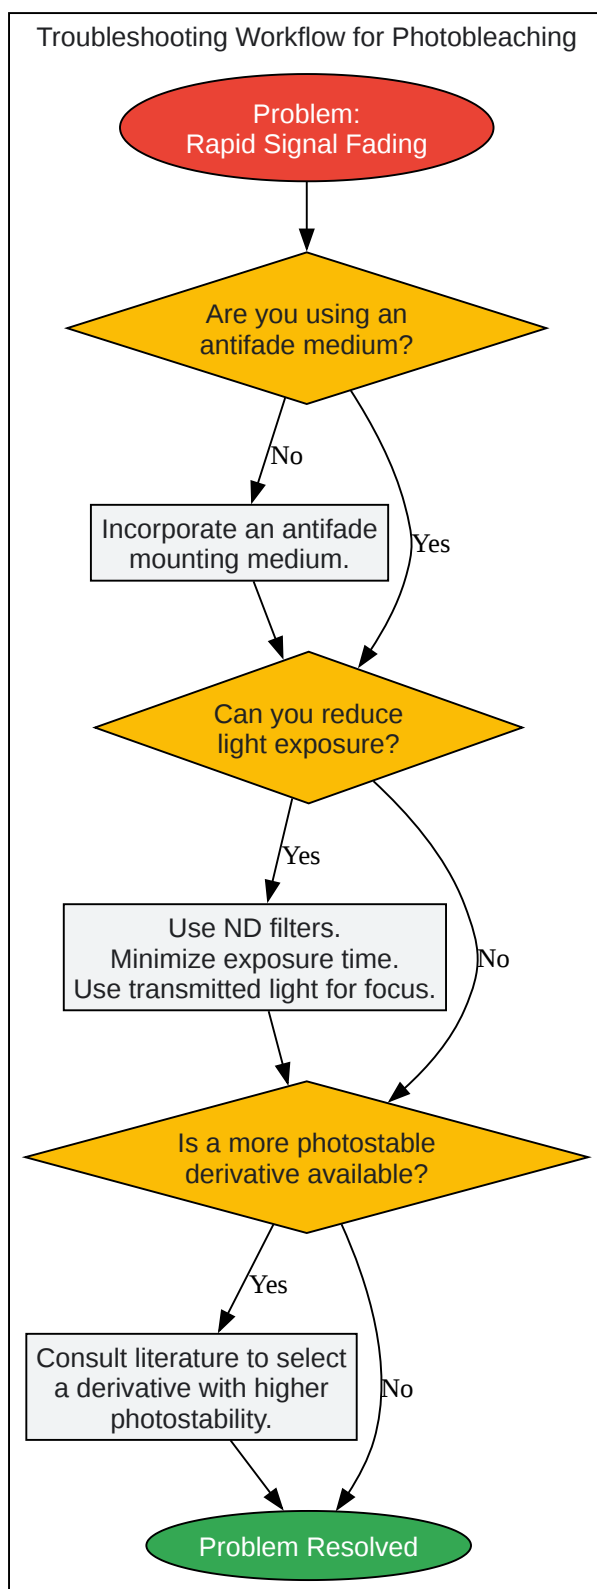 Troubleshooting Workflow for Photobleaching
Problem:
Rapid Signal Fading
Are you using an
antifade medium?
No
Incorporate an antifade
mounting medium.
Yes
Can you reduce
light exposure?
Yes
Use ND filters.
Minimize exposure time.
Use transmitted light for focus.
No
Is a more photostable
derivative available?
Yes
Consult literature to select
a derivative with higher
photostability.
No
Problem Resolved